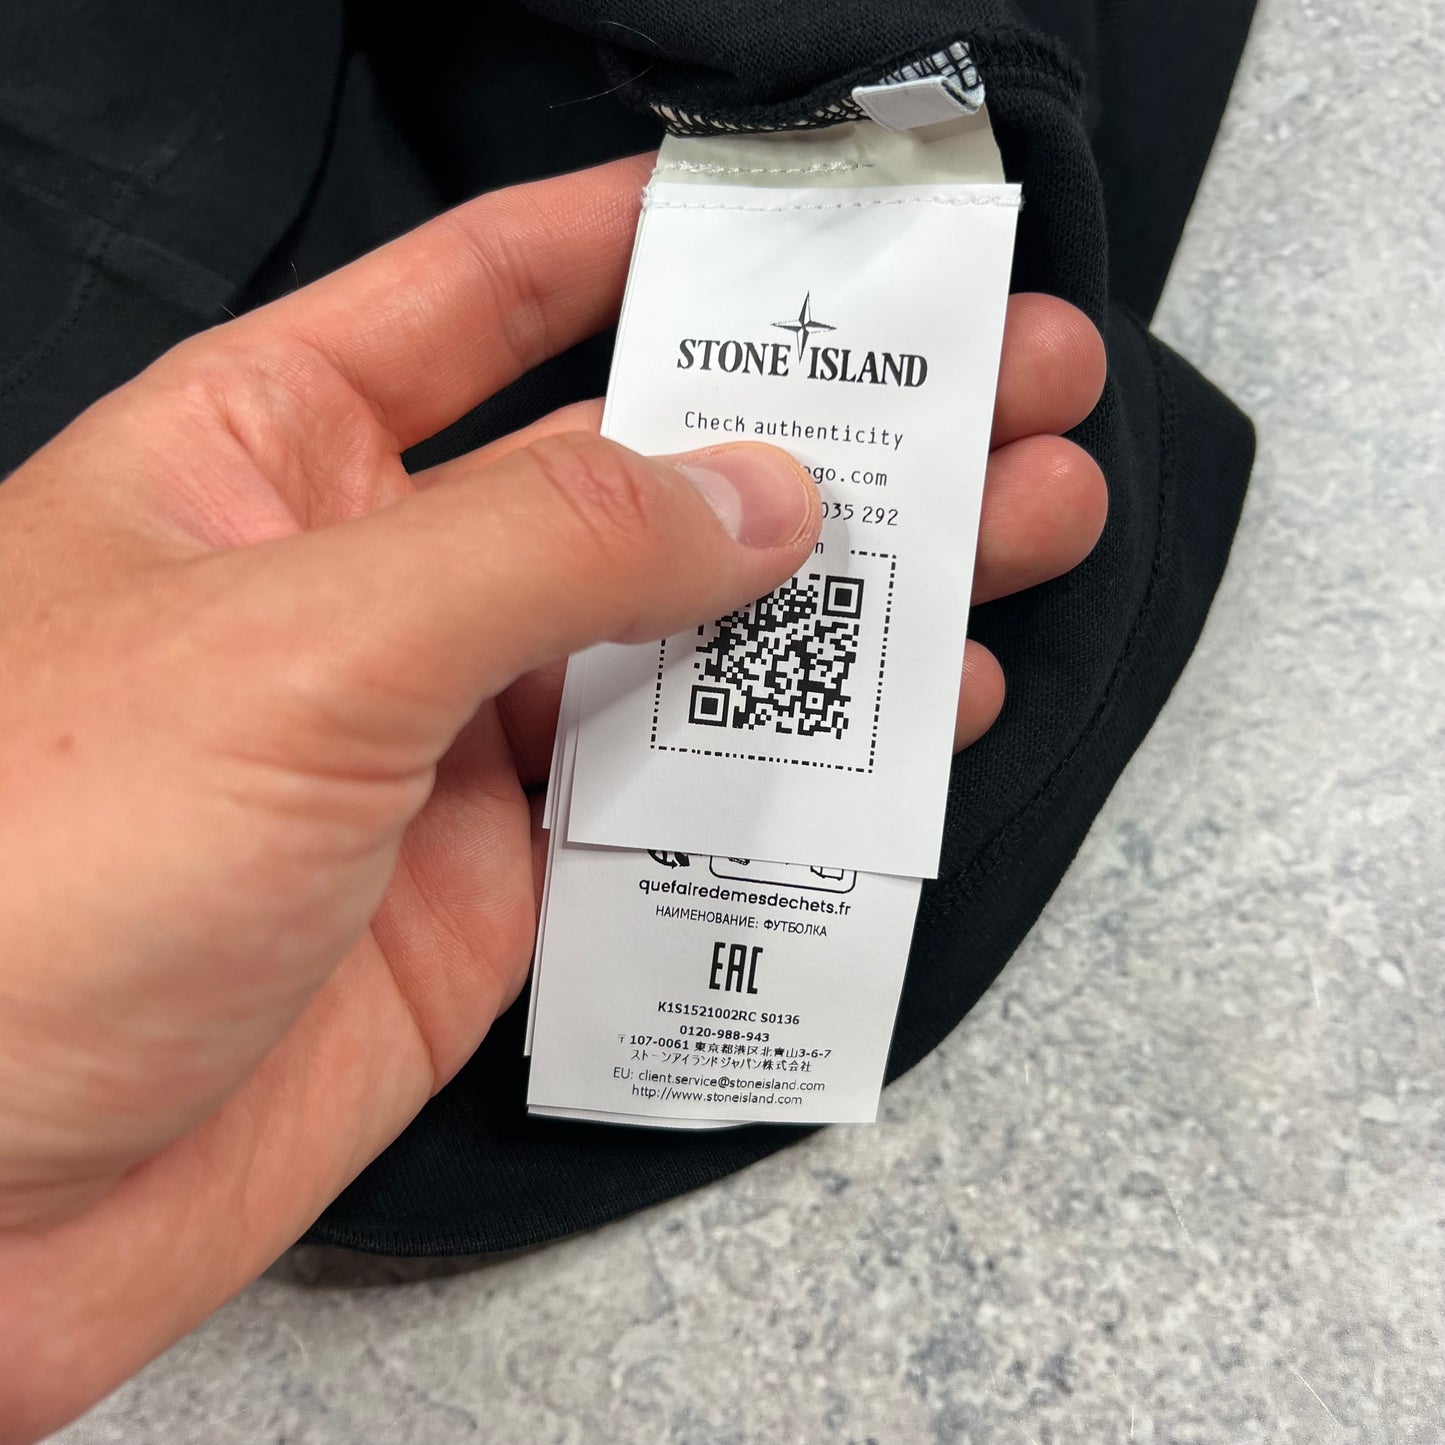 STONE ISLAND
Check authenticity
ogo.com
035 292
n
quefairedemesdechets.fr
НАИМЕНОВАНИЕ: ФУТБОЛКА
EAC
K1S1521002RC S0136
0120-988-943
〒107-0061 東京都港区北青山3-6-7
ストーンアイランドジャパン株式会社
EU: client.service@stoneisland.com
http://www.stoneisland.com